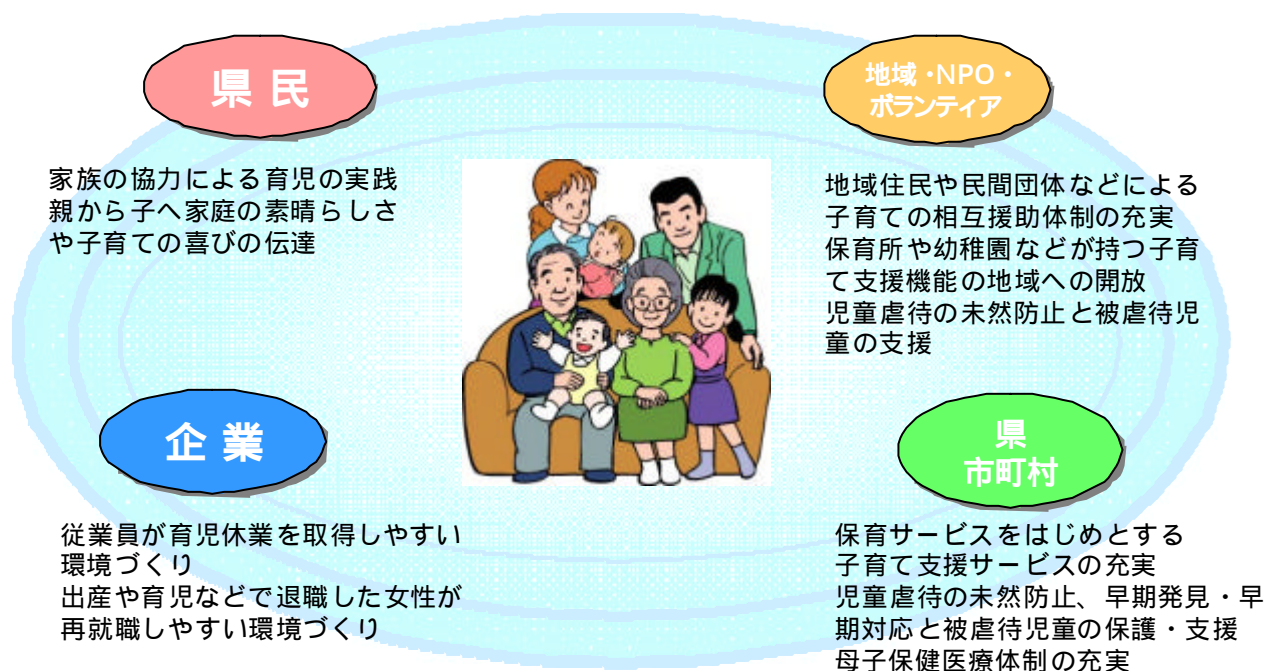 県 民
家族の協力による育児の実践
親から子へ家庭の素晴らしさ
や子育ての喜びの伝達
地域・NPO・
ボランティア
地域住民や民間団体などによる
子育ての相互援助体制の充実
保育所や幼稚園などが持つ子育
て支援機能の地域への開放
児童虐待の未然防止と被虐待児
童の支援
企 業
従業員が育児休業を取得しやすい
環境づくり
出産や育児などで退職した女性が
再就職しやすい環境づくり
県
市町村
保育サービスをはじめとする
子育て支援サービスの充実
児童虐待の未然防止、早期発見・早
期対応と被虐待児童の保護・支援
母子保健医療体制の充実